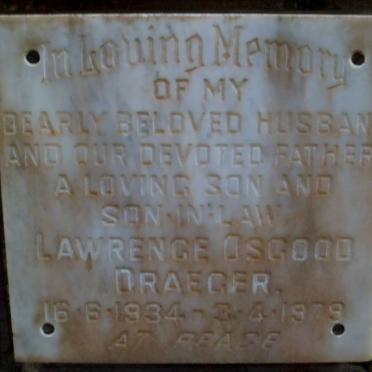 In Loving Memory
OF MY
DEARLY BELOVED HUSBAN
AND OUR DEVOTED FATHER
A LOVING SON AND
SON-IN-LAW
LAWRENCE OSGOOD
DRAEGER,
16·6·1934 - 3·4·1979
AT PEACE